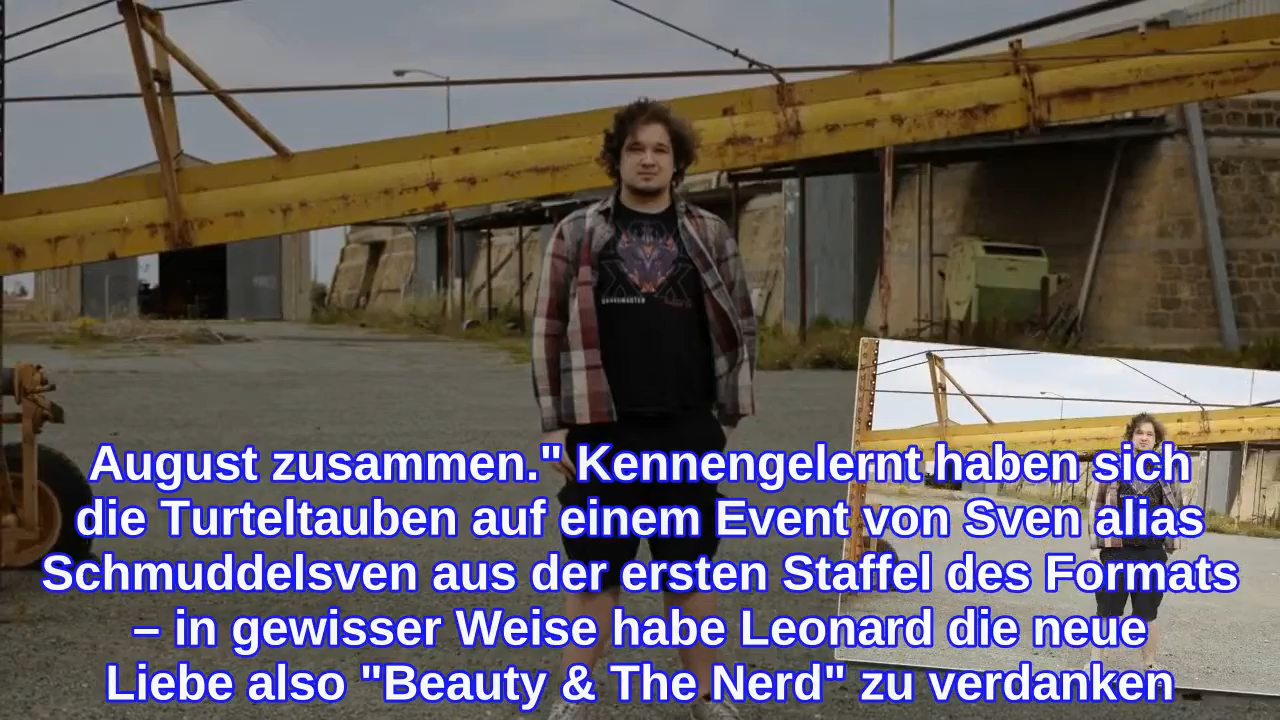 August zusammen." Kennengelernt haben sich
die Turteltauben auf einem Event von Sven alias
Schmuddelsven aus der ersten Staffel des Formats
– in gewisser Weise habe Leonard die neue
Liebe also "Beauty & The Nerd" zu verdanken